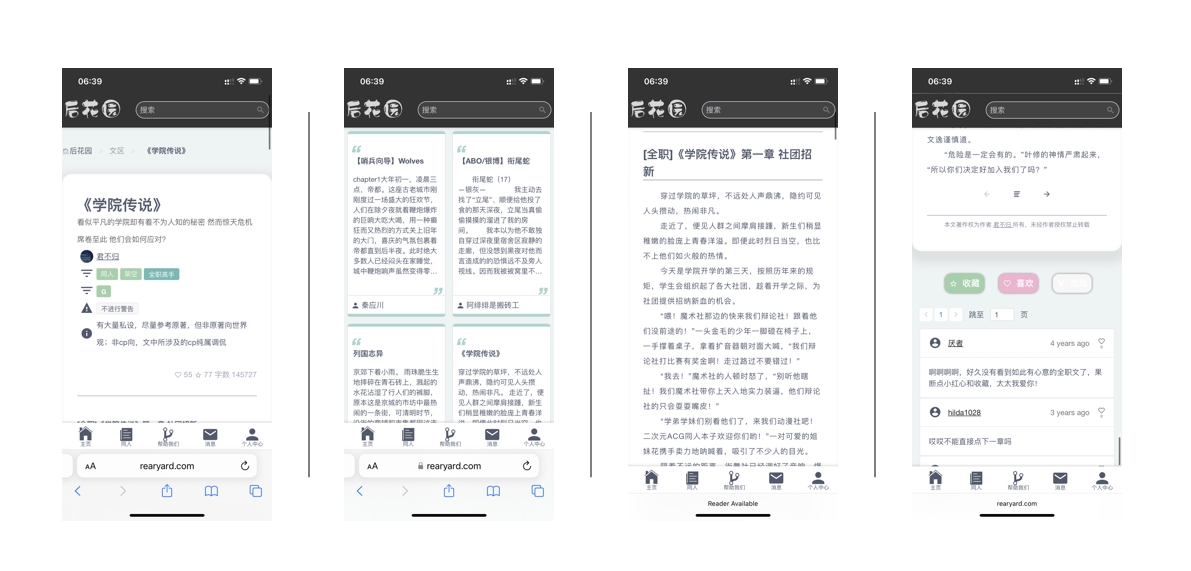 06:39
后花园
搜索
后花园 > 文区 > 《学院传说》
《学院传说》
看似平凡的学院却有着不为人知的秘密 然而惊天危机
席卷至此 他们会如何应对?
君不归
同人 架空 全职高手
G
不进行警告
有大量私设，尽量参考原著，但非原著向世界
观；非cp向，文中所涉及的cp纯属调侃
55 77 字数 145727
主页 同人 帮助我们 消息 个人中心
AA rearyard.com
06:39
后花园
搜索
【哨兵向导】Wolves
chapter1大年初一，凌晨三
点，帝都。这座古老城市刚
刚度过一场盛大的狂欢节，
人们在除夕夜就着鞭炮爆炸
的巨响大吃大喝，用一种癫
狂而又热烈的方式关上旧年
的大门，喜庆的气氛包裹着
帝都直到后半夜。此时绝大
多数人已经闷头在家睡觉，
城中鞭炮响声虽然变得零...
秦应川
【ABO/银博】衔尾蛇
衔尾蛇（17）
—银灰— 我主动去
找了“立尾”，顺便给他投了
食的那天深夜，立尾当真偷
偷摸摸的溜进了我的房
间。 我本以为他不敢独
自穿过深夜里宿舍区寂静的
走廊，但没想到黑夜对他而
言造成的的恐惧远不及旁人
视线。因而我被被窝里不...
阿绯绯是搬砖工
列国志异
京郊下着小雨。 雨珠脆生生
地摔碎在青石砖上，溅起的
水花沾湿了行人们的裤脚，
原本这是京城的市坊中最热
闹的一条街，可清明时节，
《学院传说》
穿过学院的草坪，不远处人
声鼎沸，隐约可见人头攒
动，热闹非凡。 走近了，便
见人群之间摩肩接踵，新生
们稍显稚嫩的脸庞上青春洋
溢。即便此时烈日当空，也
主页 同人 帮助我们 消息 个人中心
AA rearyard.com
06:39
后花园
搜索
[全职]《学院传说》第一章 社团招
新
穿过学院的草坪，不远处人声鼎沸，隐约可见
人头攒动，热闹非凡。
走近了，便见人群之间摩肩接踵，新生们稍显
稚嫩的脸庞上青春洋溢。即便此时烈日当空，也比
不上他们如火般的热情。
今天是学院开学的第三天，按照历年来的规
矩，学生会组织起了各大社团，趁着开学之际，为
社团提供招纳新血的机会。
“喂！魔术社那边的快来我们辩论社！跟着他
们没前途的！”一头金毛的少年一脚碰在椅子上，
一手撑着桌子，拿着扩音器朝对面大喊，“我们辩
论社打比赛有奖金啊！走过路过不要错过！”
“我去！”魔术社的人顿时怒了，“别听他瞎
扯！我们魔术社带你上天入地实力装逼，他们辩论
社的只会耍耍嘴皮！”
“学弟学妹们别看他们了，来我们动漫社吧！
二次元ACG同人本子欢迎你们哟！”一对可爱的姐
妹花携手卖力地呐喊着，吸引了不少人的目光。
主页 同人 帮助我们 消息 个人中心
Reader Available
06:39
后花园
搜索
文逸谨慎道。
“危险是一定会有的。”叶修的神情严肃起来，
“所以你们决定好加入我们了吗？”
本文著作权为作者 君不归 所有，未经作者授权禁止转载
收藏 喜欢
1 跳至 1 页
厌者 4 years ago
啊啊啊啊，好久没有看到如此有心意的全职文了，果
断点小红心和收藏，太太我爱你！
hilda1028 3 years ago
哎哎不能直接点下一章吗
主页 同人 帮助我们 消息 个人中心
rearyard.com